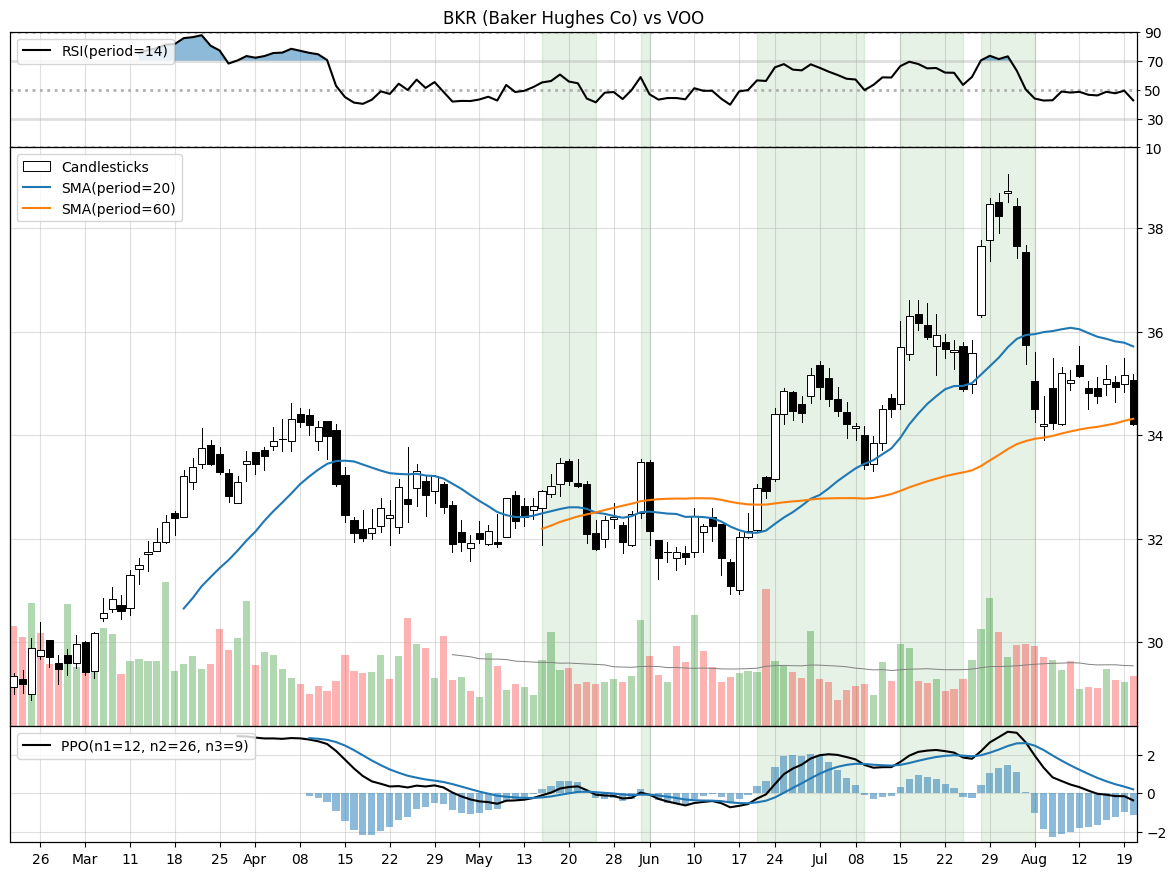 BKR (Baker Hughes Co) vs VOO
RSI(period=14)
90
70
50
30
10
Candlesticks
SMA(period=20)
SMA(period=60)
38
36
34
32
30
PPO(n1=12, n2=26, n3=9)
2
0
−2
26 Mar 11 18 25 Apr 08 15 22 29 May 13 20 28 Jun 10 17 24 Jul 08 15 22 29 Aug 12 19